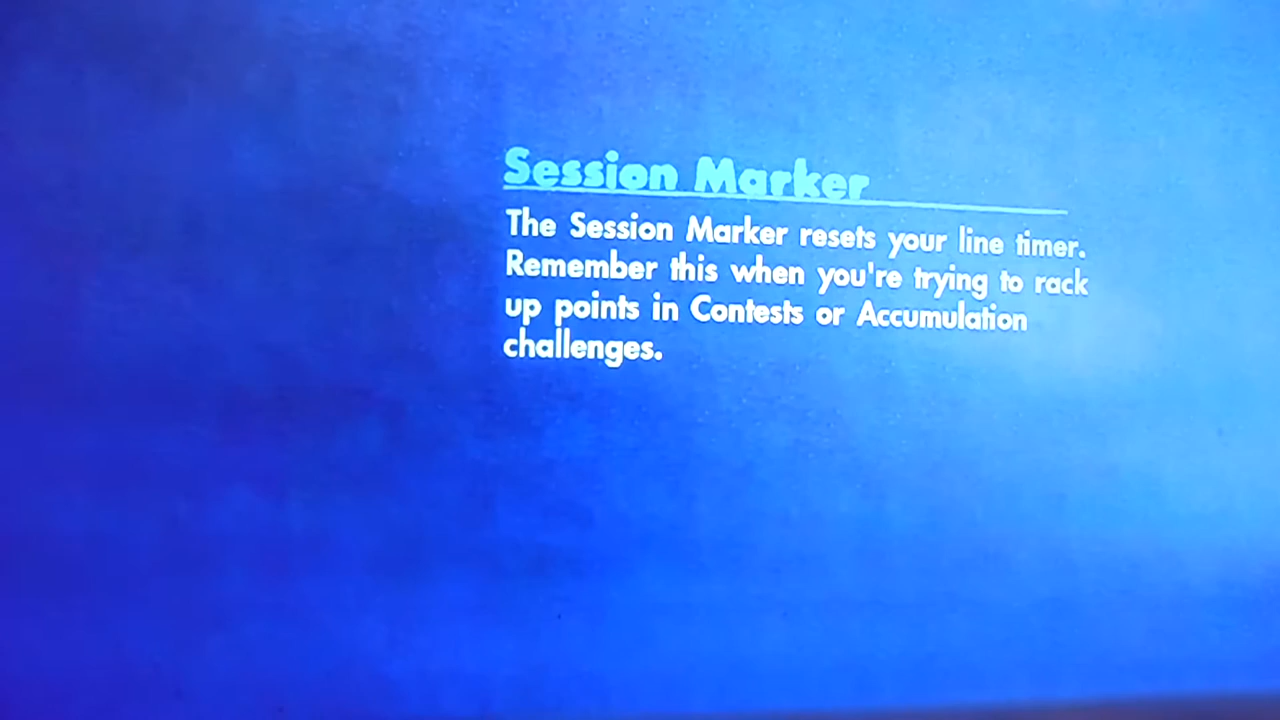 Session Marker
The Session Marker resets your line timer.
Remember this when you're trying to rack
up points in Contests or Accumulation
challenges.